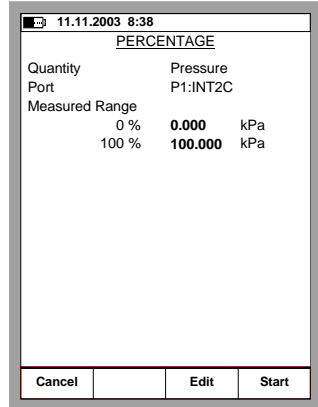 11.11.2003 8:38
PERCENTAGE
Quantity Pressure
Port P1:INT2C
Measured Range
0 % 0.000 kPa
100 % 100.000 kPa
Cancel Edit Start